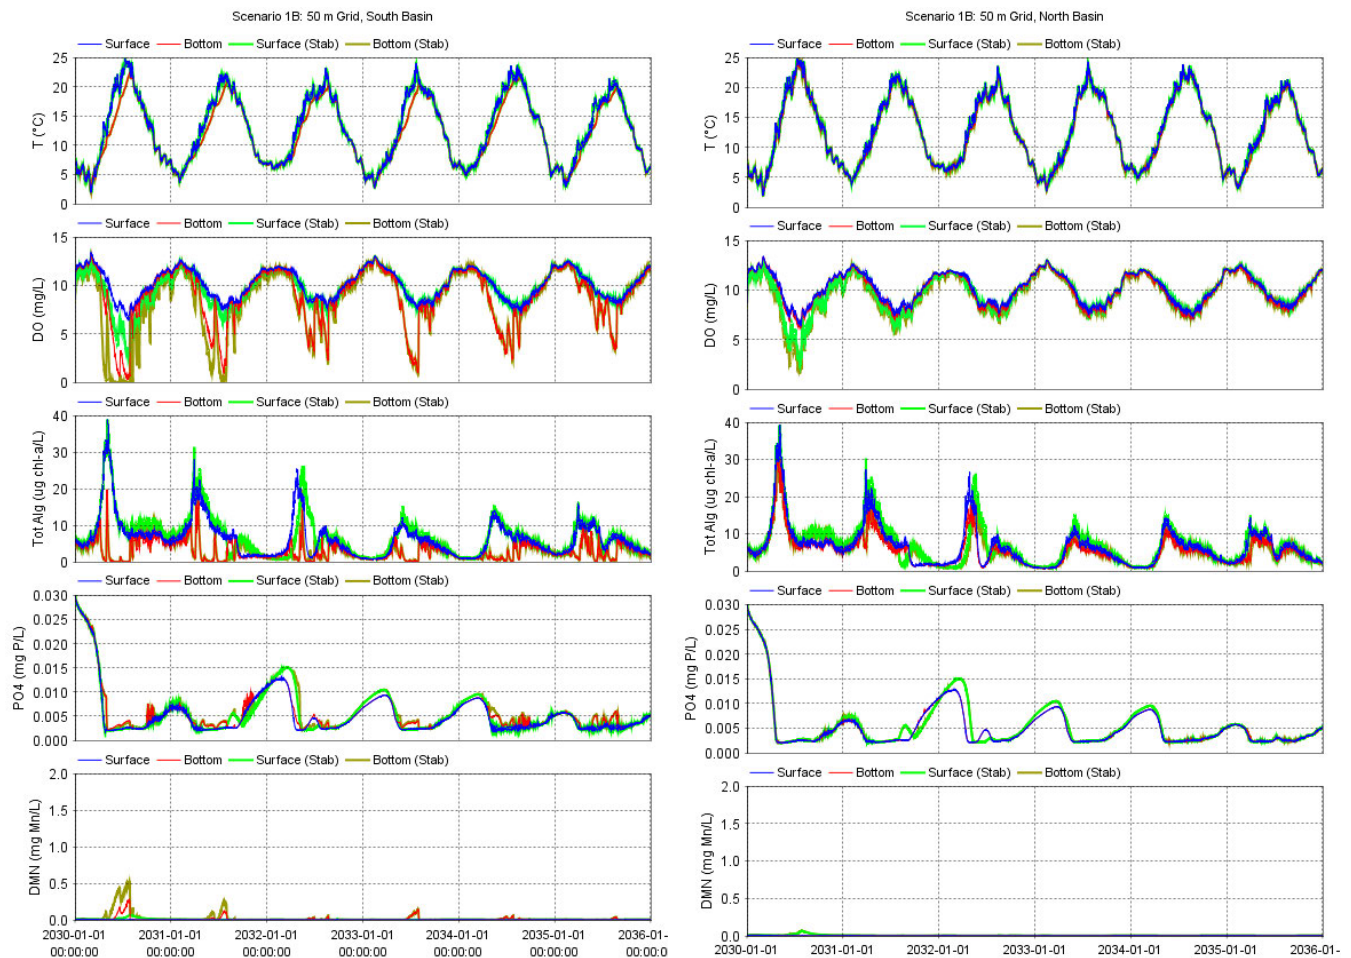 Scenario 1B: 50 m Grid, South Basin
Surface Bottom Surface (Stab) Bottom (Stab)
T (°C)
25
20
15
10
5
0
Surface Bottom Surface (Stab) Bottom (Stab)
DO (mg/L)
15
10
5
0
Surface Bottom Surface (Stab) Bottom (Stab)
Tot Alg (ug chl-a/L)
40
30
20
10
0
Surface Bottom Surface (Stab) Bottom (Stab)
PO4 (mg P/L)
0.030
0.025
0.020
0.015
0.010
0.005
0.000
Surface Bottom Surface (Stab) Bottom (Stab)
DMN (mg Mn/L)
2.0
1.5
1.0
0.5
0.0
2030-01-01 2031-01-01 2032-01-01 2033-01-01 2034-01-01 2035-01-01 2036-01-
00:00:00 00:00:00 00:00:00 00:00:00 00:00:00 00:00:00 00:00:0
Scenario 1B: 50 m Grid, North Basin
Surface Bottom Surface (Stab) Bottom (Stab)
T (°C)
25
20
15
10
5
0
Surface Bottom Surface (Stab) Bottom (Stab)
DO (mg/L)
15
10
5
0
Surface Bottom Surface (Stab) Bottom (Stab)
Tot Alg (ug chl-a/L)
40
30
20
10
0
Surface Bottom Surface (Stab) Bottom (Stab)
PO4 (mg P/L)
0.030
0.025
0.020
0.015
0.010
0.005
0.000
Surface Bottom Surface (Stab) Bottom (Stab)
DMN (mg Mn/L)
2.0
1.5
1.0
0.5
0.0
2030-01-01 2031-01-01 2032-01-01 2033-01-01 2034-01-01 2035-01-01 2036-01-